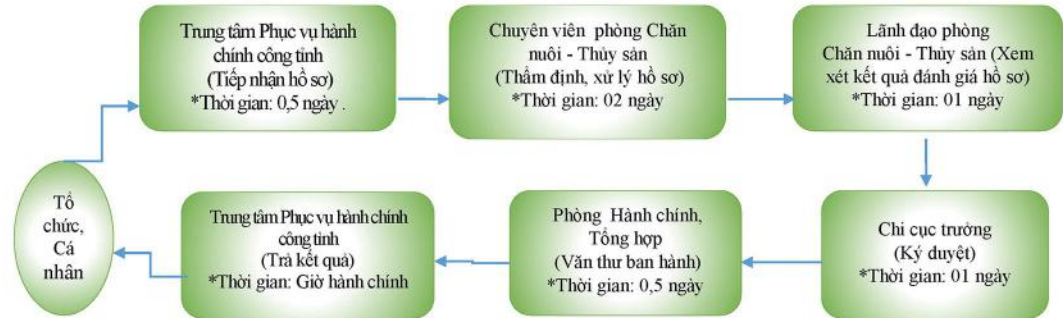 Trung tâm Phục vụ hành
chính công tỉnh
(Tiếp nhận hồ sơ)
*Thời gian: 0,5 ngày .
Chuyên viên phòng Chăn
nuôi - Thủy sản
(Thẩm định, xử lý hồ sơ)
*Thời gian: 02 ngày
Lãnh đạo phòng
Chăn nuôi - Thủy sản (Xem
xét kết quả đánh giá hồ sơ)
*Thời gian: 01 ngày
Chi cục trưởng
(Ký duyệt)
*Thời gian: 01 ngày
Phòng Hành chính,
Tổng hợp
(Văn thư ban hành)
*Thời gian: 0,5 ngày
Trung tâm Phục vụ hành chính
công tỉnh
(Trả kết quả)
*Thời gian: Giờ hành chính
Tổ
chức,
Cá
nhân